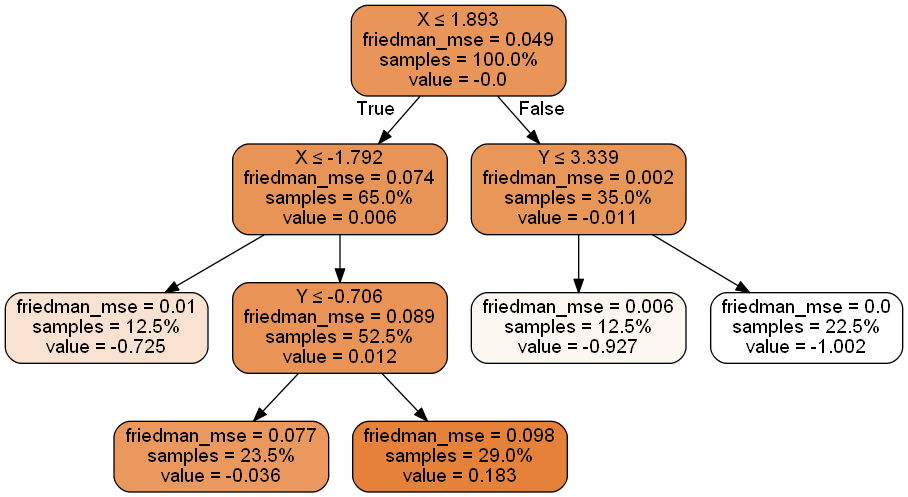 X ≤ 1.893
friedman_mse = 0.049
samples = 100.0%
value = -0.0
True
False
X ≤ -1.792
friedman_mse = 0.074
samples = 65.0%
value = 0.006
Y ≤ 3.339
friedman_mse = 0.002
samples = 35.0%
value = -0.011
friedman_mse = 0.01
samples = 12.5%
value = -0.725
Y ≤ -0.706
friedman_mse = 0.089
samples = 52.5%
value = 0.012
friedman_mse = 0.006
samples = 12.5%
value = -0.927
friedman_mse = 0.0
samples = 22.5%
value = -1.002
friedman_mse = 0.077
samples = 23.5%
value = -0.036
friedman_mse = 0.098
samples = 29.0%
value = 0.183